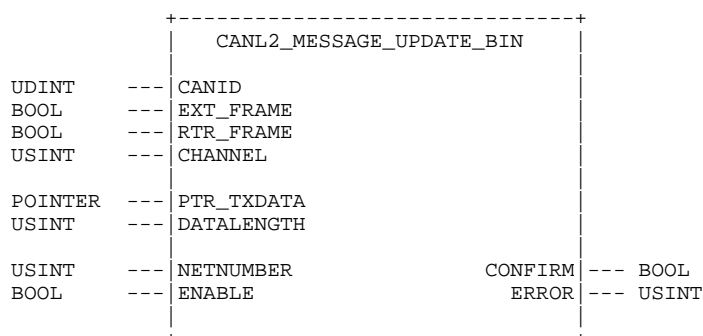 CANL2_MESSAGE_UPDATE_BIN
UDINT ---|CANID
BOOL ---|EXT_FRAME
BOOL ---|RTR_FRAME
USINT ---|CHANNEL
POINTER ---|PTR_TXDATA
USINT ---|DATALENGTH
USINT ---|NETNUMBER CONFIRM|--- BOOL
BOOL ---|ENABLE ERROR|--- USINT